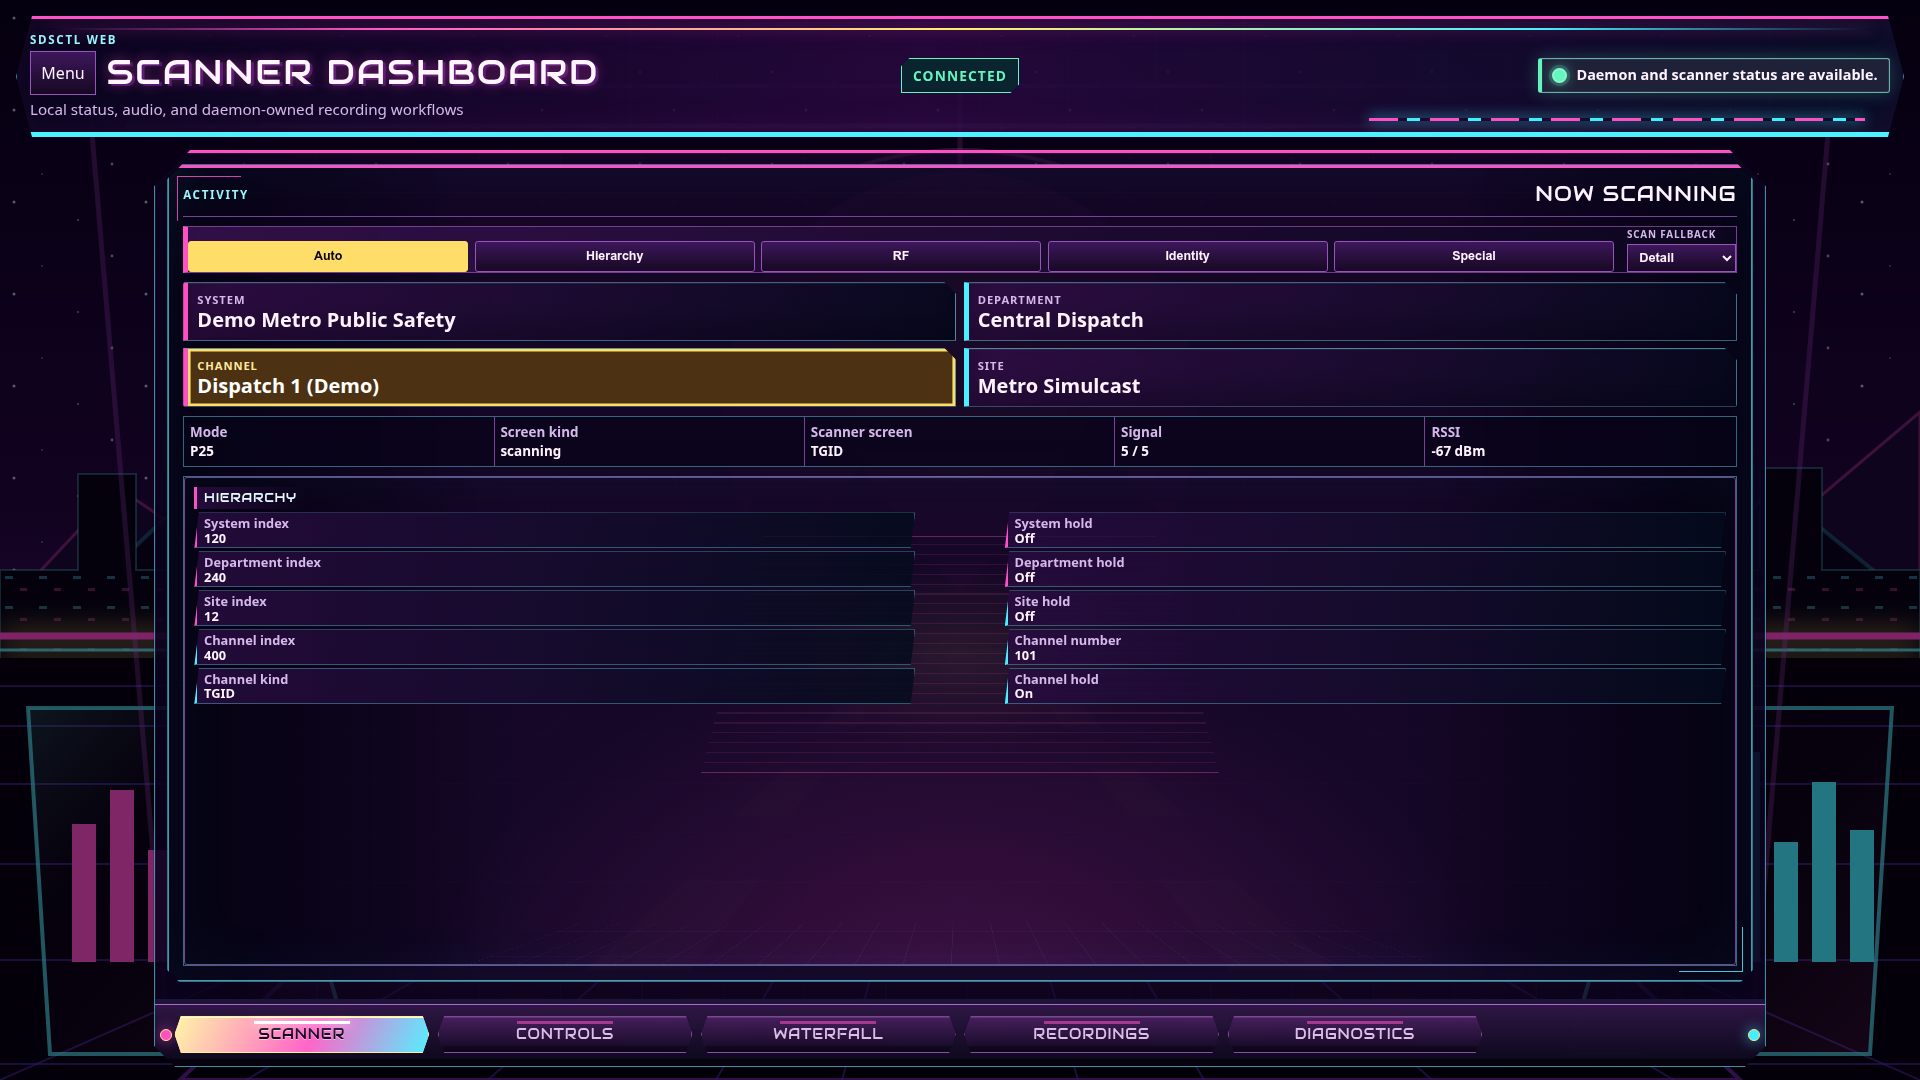 SDSCTL WEB
Menu
SCANNER DASHBOARD
Local status, audio, and daemon-owned recording workflows
CONNECTED
Daemon and scanner status are available.
ACTIVITY
NOW SCANNING
Auto
Hierarchy
RF
Identity
Special
SCAN FALLBACK
Detail
SYSTEM
Demo Metro Public Safety
DEPARTMENT
Central Dispatch
CHANNEL
Dispatch 1 (Demo)
SITE
Metro Simulcast
Mode
P25
Screen kind
scanning
Scanner screen
TGID
Signal
5 / 5
RSSI
-67 dBm
HIERARCHY
System index
120
System hold
Off
Department index
240
Department hold
Off
Site index
12
Site hold
Off
Channel index
400
Channel number
101
Channel kind
TGID
Channel hold
On
SCANNER
CONTROLS
WATERFALL
RECORDINGS
DIAGNOSTICS